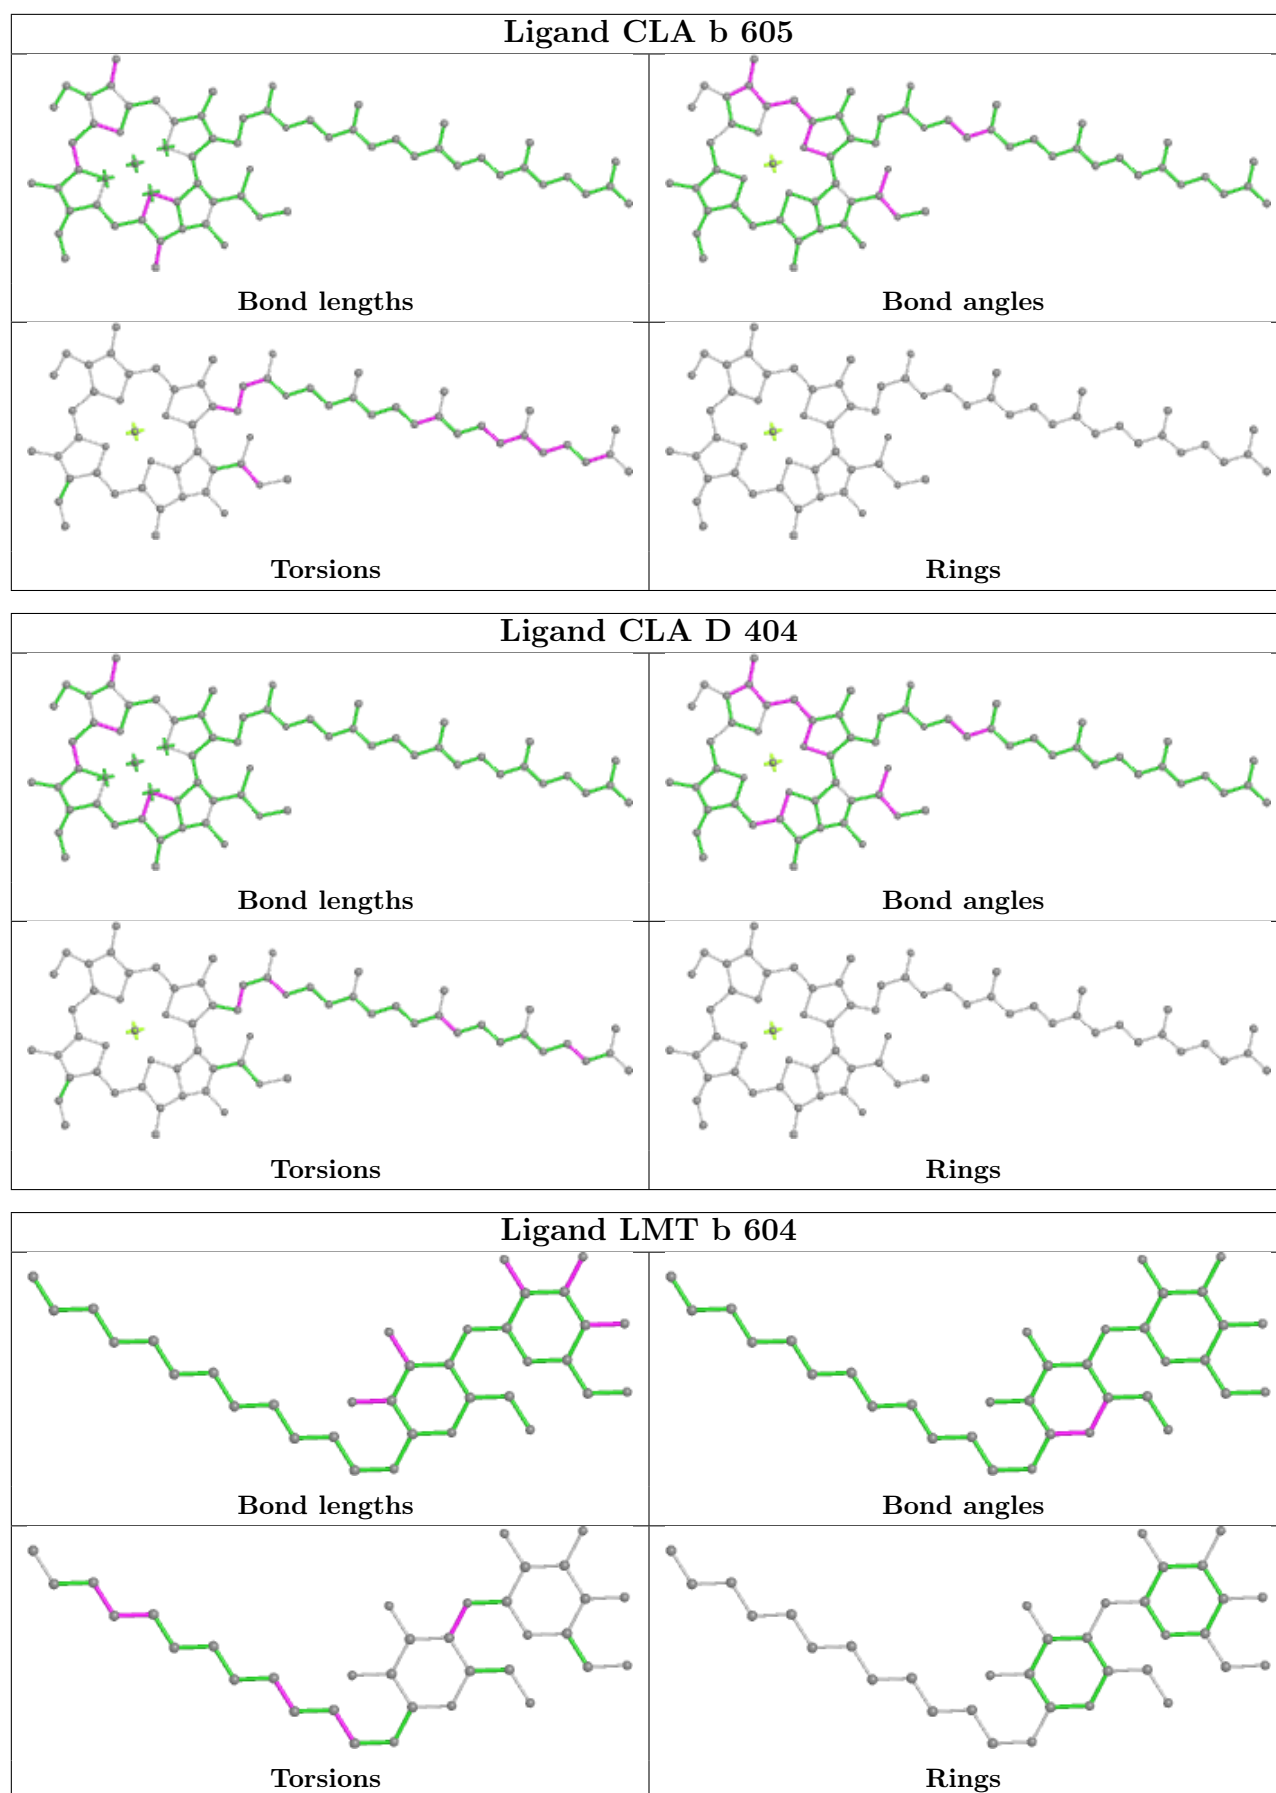 Ligand CLA b 605
Bond lengths
Bond angles
Torsions
Rings
Ligand CLA D 404
Bond lengths
Bond angles
Torsions
Rings
Ligand LMT b 604
Bond lengths
Bond angles
Torsions
Rings